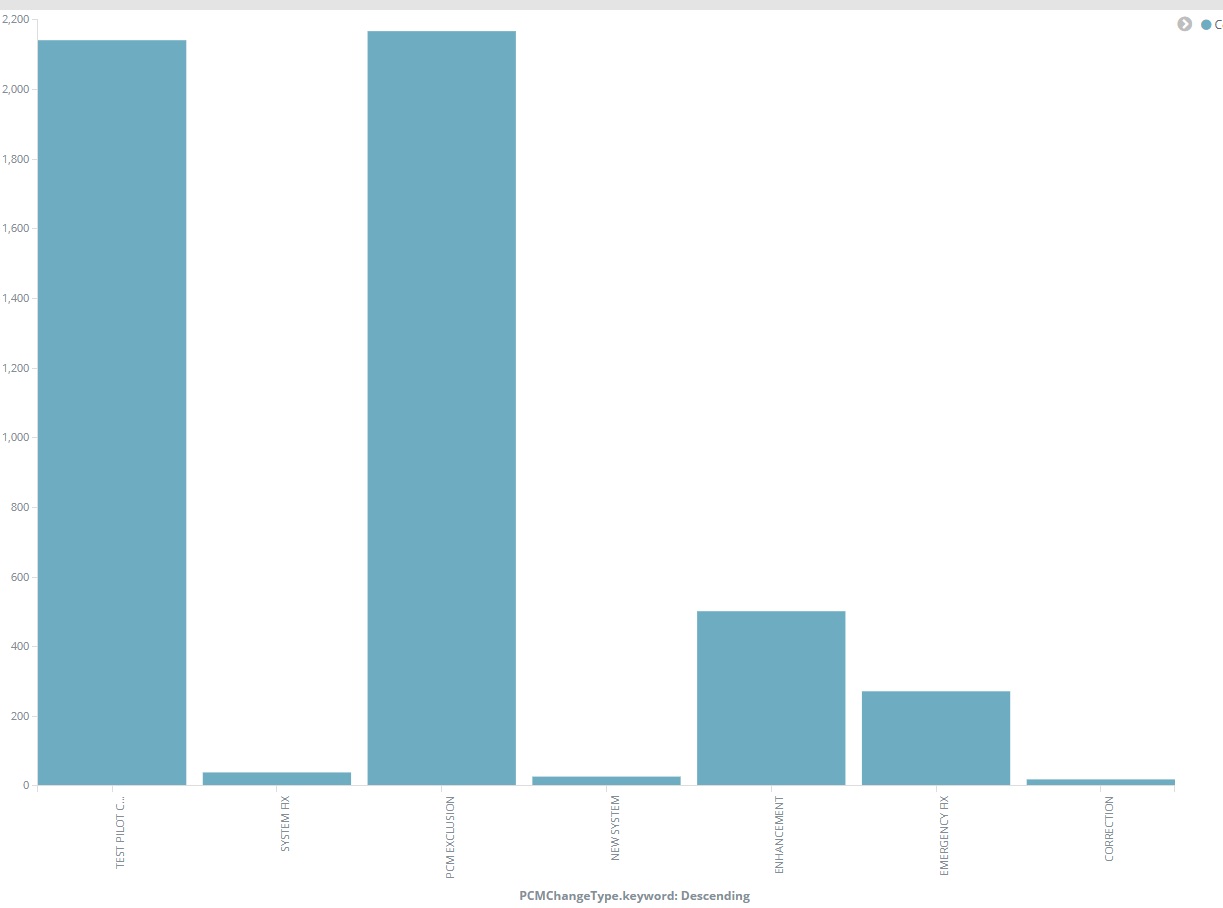 2,200
2,000
1,800
1,600
1,400
1,200
1,000
800
600
400
200
0
TEST PILOT C...
SYSTEM FIX
PCM EXCLUSION
NEW SYSTEM
ENHANCEMENT
EMERGENCY FIX
CORRECTION
PCMChangeType.keyword: Descending